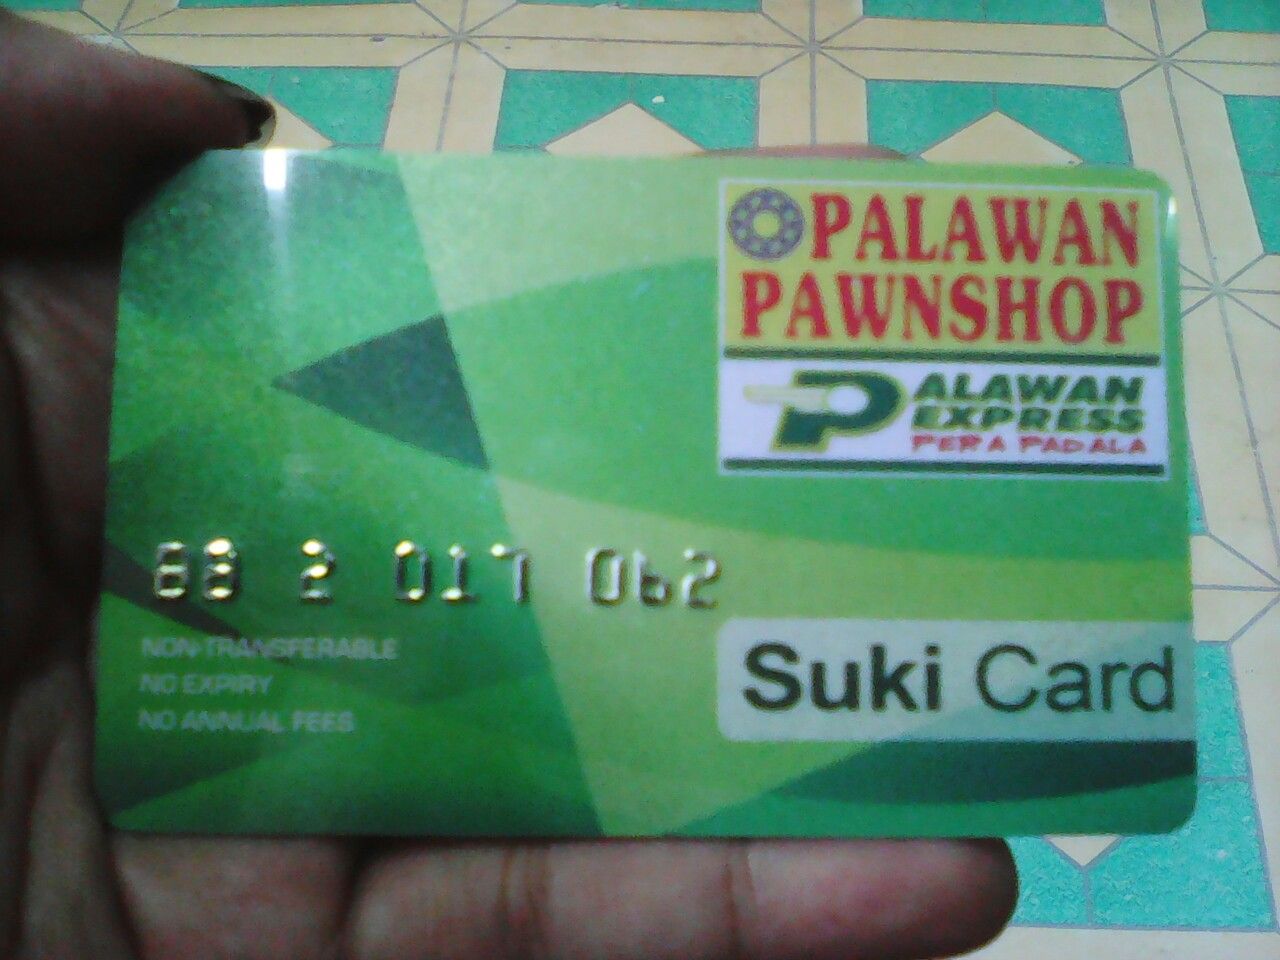 PALAWAN
PAWNSHOP
PALAWAN
EXPRESS
PERA PADALA
88 2 017 062
NON-TRANSFERABLE
NO EXPIRY
NO ANNUAL FEES
Suki Card